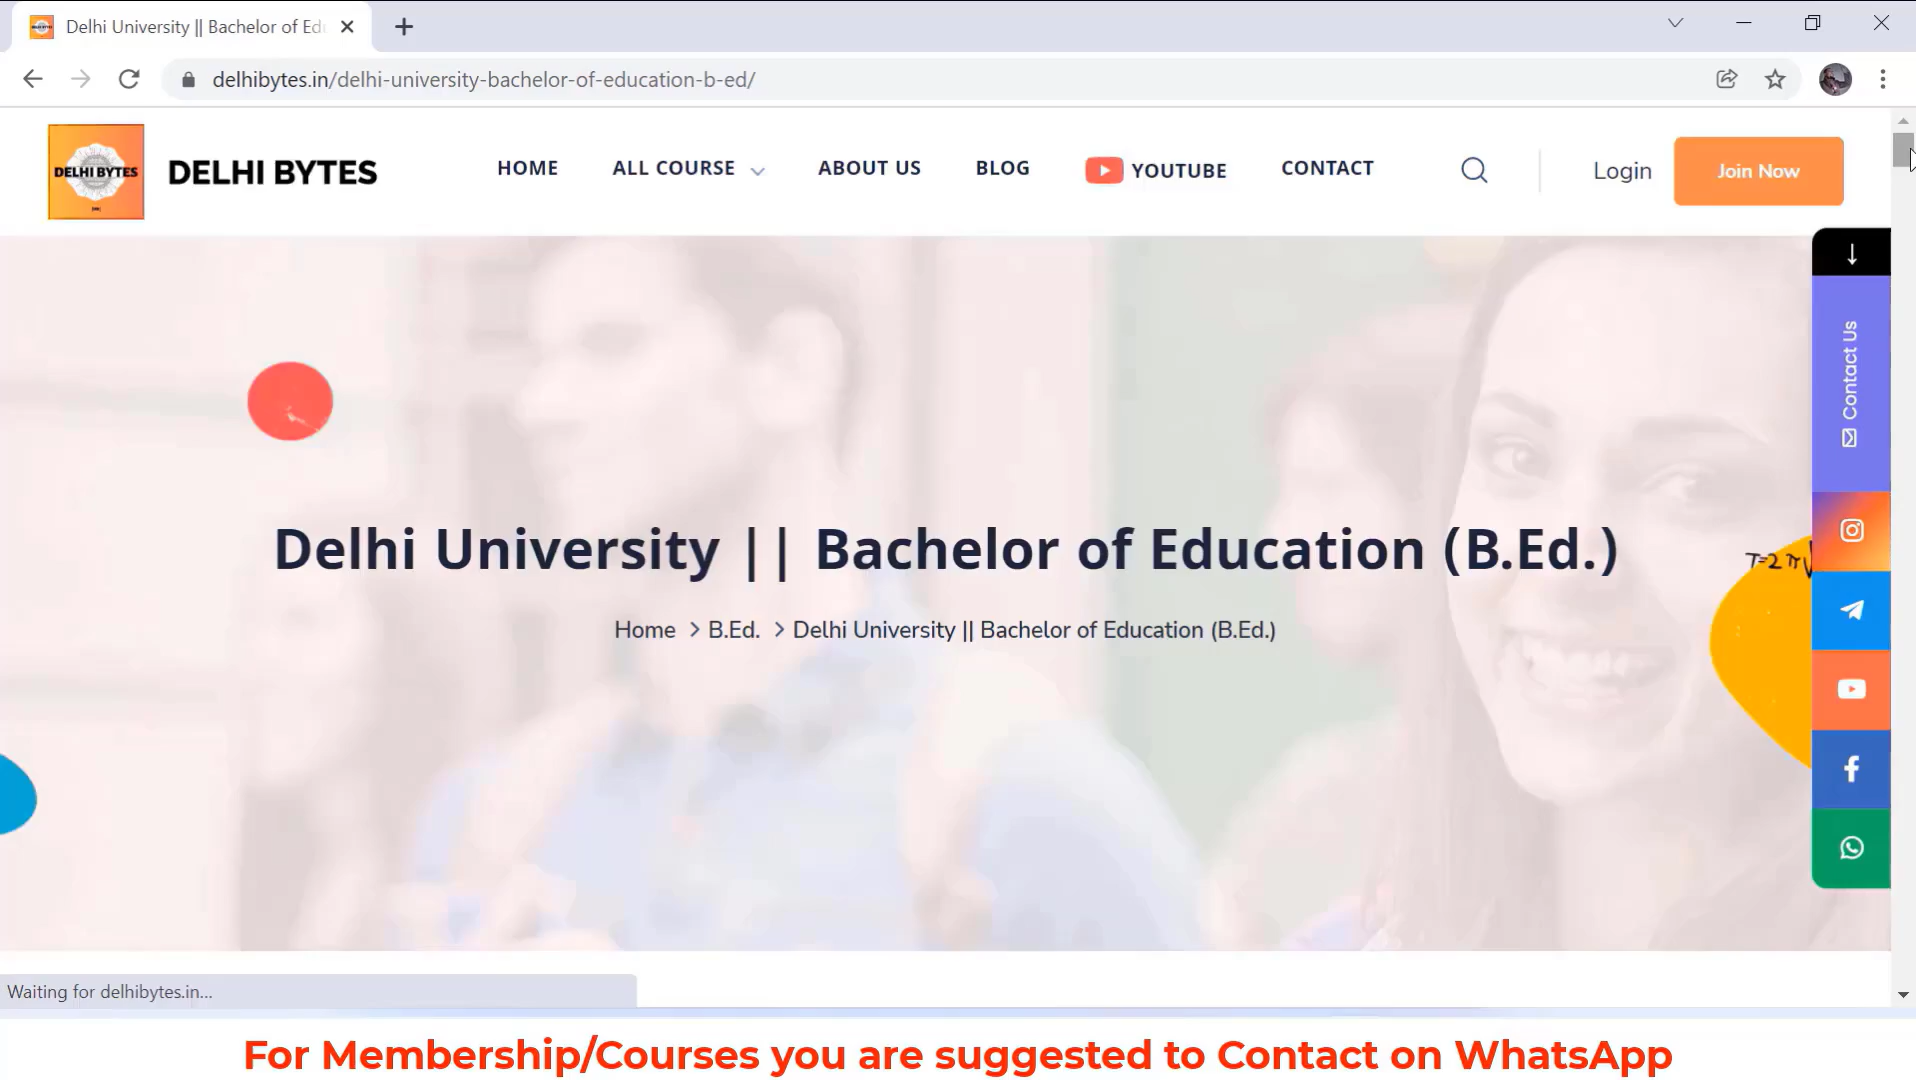 Delhi University || Bachelor of Ed
delhibytes.in/delhi-university-bachelor-of-education-b-ed/
DELHI BYTES
DELHI BYTES
HOME
ALL COURSE
ABOUT US
BLOG
YOUTUBE
CONTACT
Login
Join Now
Contact Us
T=2π
Delhi University || Bachelor of Education (B.Ed.)
Home > B.Ed. > Delhi University || Bachelor of Education (B.Ed.)
Waiting for delhibytes.in...
For Membership/Courses you are suggested to Contact on WhatsApp